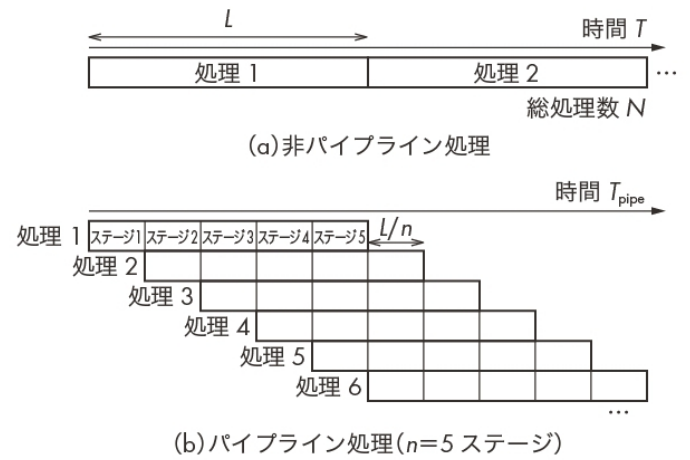 L
時間 T
処理 1 処理 2 …
総処理数 N
(a)非パイプライン処理
時間 Tpipe
処理 1 ステージ1 ステージ2 ステージ3 ステージ4 ステージ5 L/n
処理 2
処理 3
処理 4
処理 5
処理 6
…
(b)パイプライン処理(n=5 ステージ)